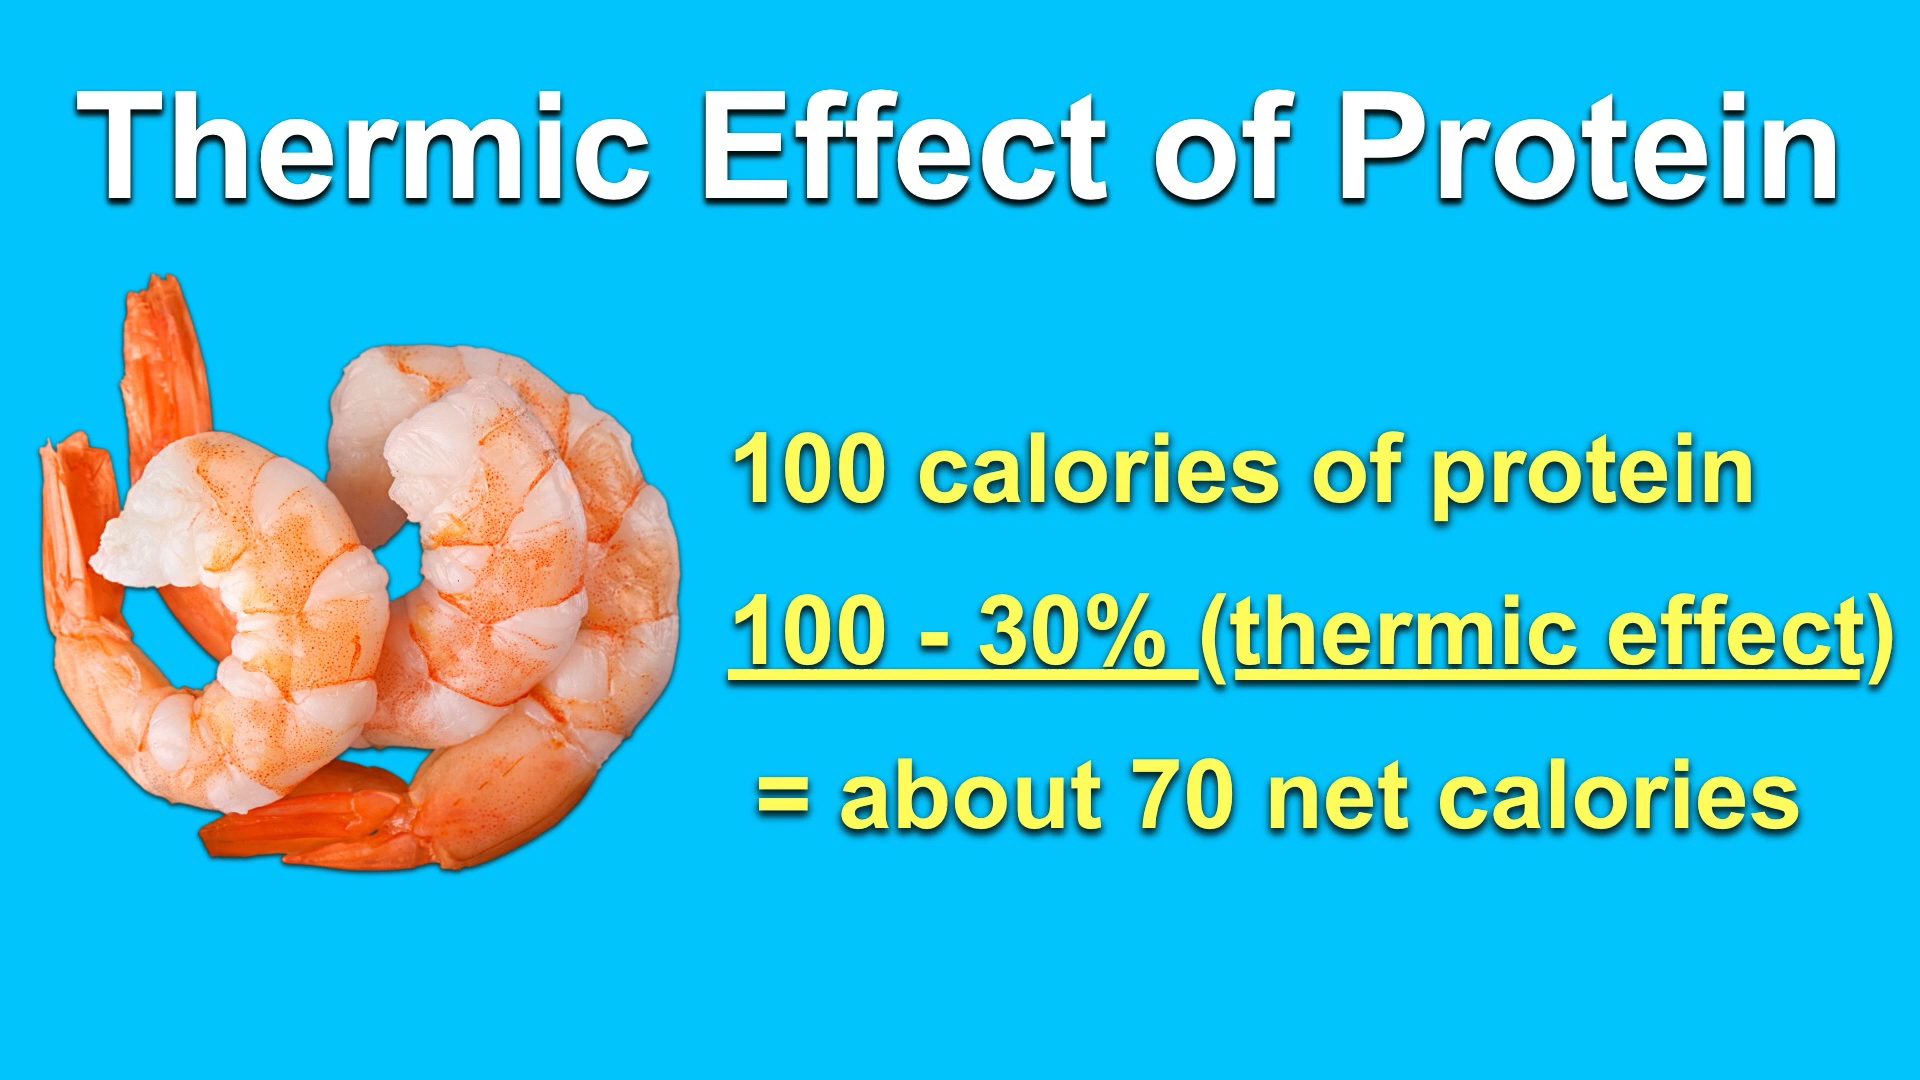 Thermic Effect of Protein
100 calories of protein
100 - 30% (thermic effect)
= about 70 net calories